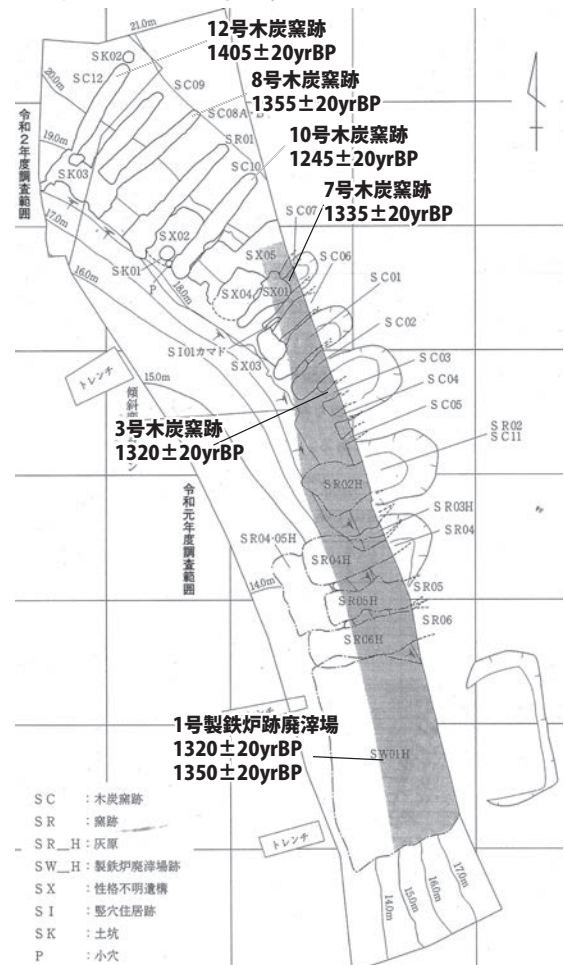 12号木炭窯跡
1405±20yrBP
8号木炭窯跡
1355±20yrBP
10号木炭窯跡
1245±20yrBP
7号木炭窯跡
1335±20yrBP
21.0m
SK02
SC12
SC09
20.0m
SC08A・B
SR01
令和2年度調査範囲
19.0m
SC10
SK03
17.0m
SC07
SX02
SX05
SC06
16.0m
SK01
18.0m
SX04
SX01
SC01
P
SC02
SI01カマド
SX03
SC03
15.0m
トレンチ
SC04
SC05
3号木炭窯跡
1320±20yrBP
SR02
SC11
SR02H
令和元年度調査範囲
SR03H
SR04・05H
SR04
SR04H
14.0m
SR05
SR05H
SR06
SR06H
1号製鉄炉跡廃滓場
1320±20yrBP
1350±20yrBP
SW01H
SC :木炭窯跡
SR :窯跡
SR__H:灰原
トレンチ
SW__H:製鉄炉廃滓場跡
SX :性格不明遺構
SI :竪穴住居跡
SK :土坑
P :小穴
14.0m
15.0m
16.0m
17.0m